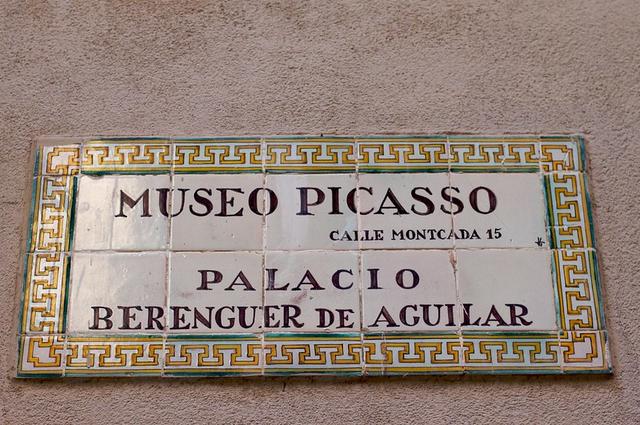 MUSEO PICASSO
CALLE MONTCADA 15
PALACIO
BERENGUER DE AGUILAR